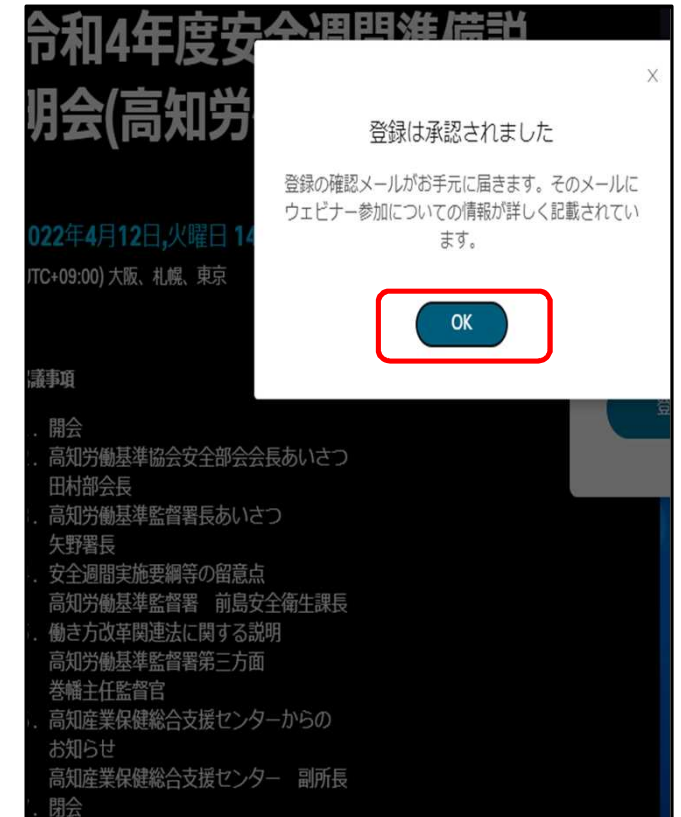 令和4年度安全週間準備説
明会(高知労
022年4月12日,火曜日 14
UTC+09:00) 大阪、札幌、東京
議事項
. 開会
. 高知労働基準協会安全部会会長あいさつ
田村部会長
. 高知労働基準監督署長あいさつ
矢野署長
. 安全週間実施要綱等の留意点
高知労働基準監督署 前島安全衛生課長
. 働き方改革関連法に関する説明
高知労働基準監督署第三方面
巻幡主任監督官
. 高知産業保健総合支援センターからの
お知らせ
高知産業保健総合支援センター 副所長
. 閉会
X
登録は承認されました
登録の確認メールがお手元に届きます。そのメールに
ウェビナー参加についての情報が詳しく記載されてい
ます。
OK
登